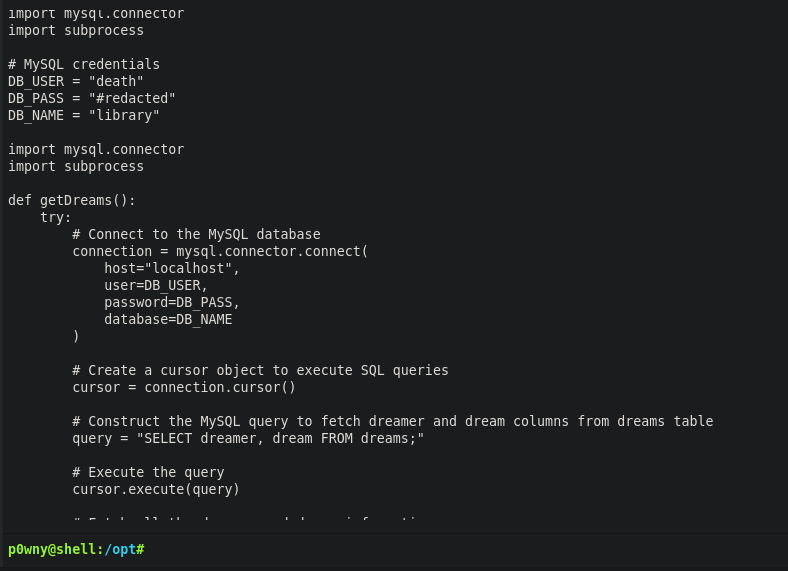 import mysql.connector
import subprocess
# MySQL credentials
DB_USER = "death"
DB_PASS = "#redacted"
DB_NAME = "library"
import mysql.connector
import subprocess
def getDreams():
try:
# Connect to the MySQL database
connection = mysql.connector.connect(
host="localhost",
user=DB_USER,
password=DB_PASS,
database=DB_NAME
)
# Create a cursor object to execute SQL queries
cursor = connection.cursor()
# Construct the MySQL query to fetch dreamer and dream columns from dreams table
query = "SELECT dreamer, dream FROM dreams;"
# Execute the query
cursor.execute(query)
p0wny@shell:/opt#